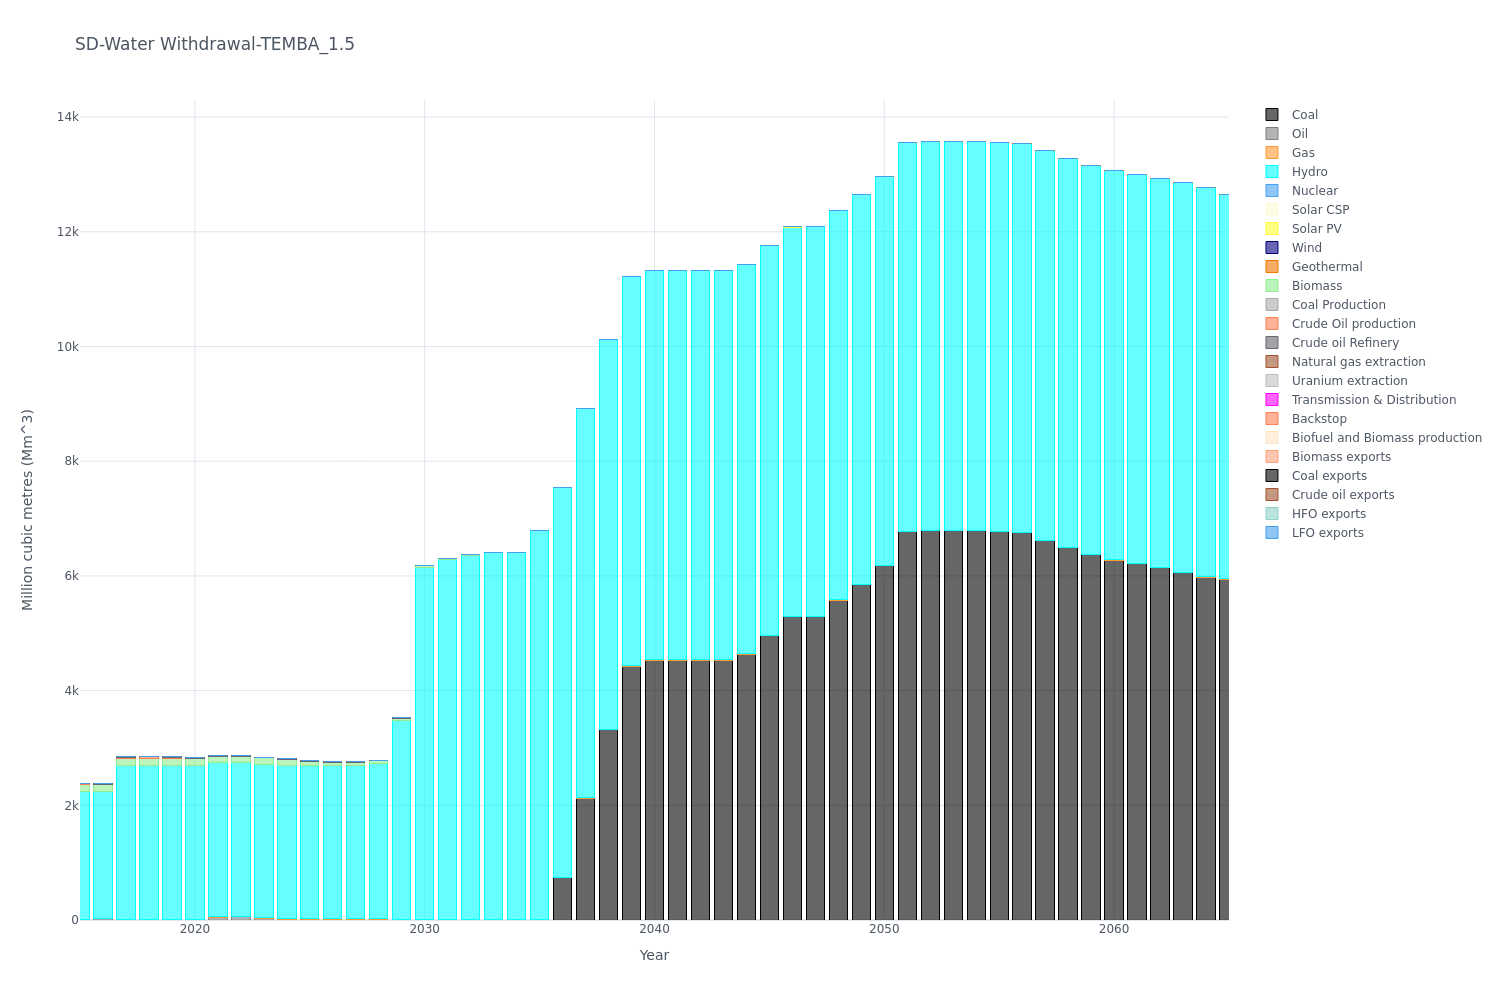 SD-Water Withdrawal-TEMBA_1.5
Million cubic metres (Mm^3)
14k
12k
10k
8k
6k
4k
2k
0
2020
2030
2040
2050
2060
Year
Coal
Oil
Gas
Hydro
Nuclear
Solar CSP
Solar PV
Wind
Geothermal
Biomass
Coal Production
Crude Oil production
Crude oil Refinery
Natural gas extraction
Uranium extraction
Transmission & Distribution
Backstop
Biofuel and Biomass production
Biomass exports
Coal exports
Crude oil exports
HFO exports
LFO exports